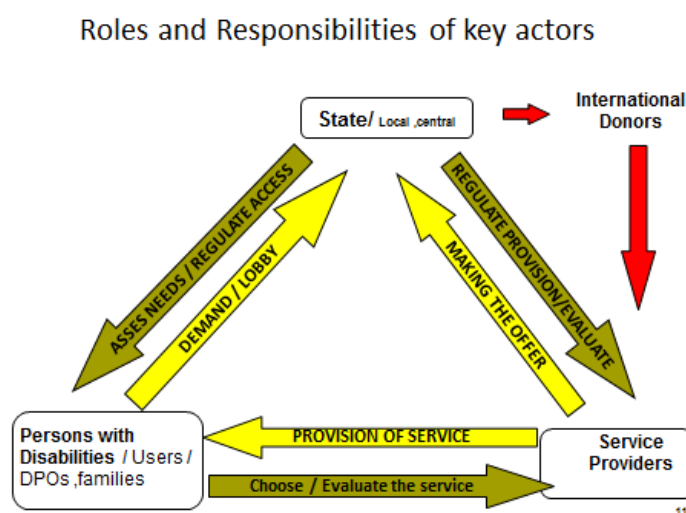 Roles and Responsibilities of key actors
State/ Local ,central
International
Donors
ASSES NEEDS / REGULATE ACCESS
DEMAND / LOBBY
MAKING THE OFFER
REGULATE PROVISION/EVALUATE
Persons with
Disabilities / Users /
DPOs ,families
PROVISION OF SERVICE
Choose / Evaluate the service
Service
Providers
11